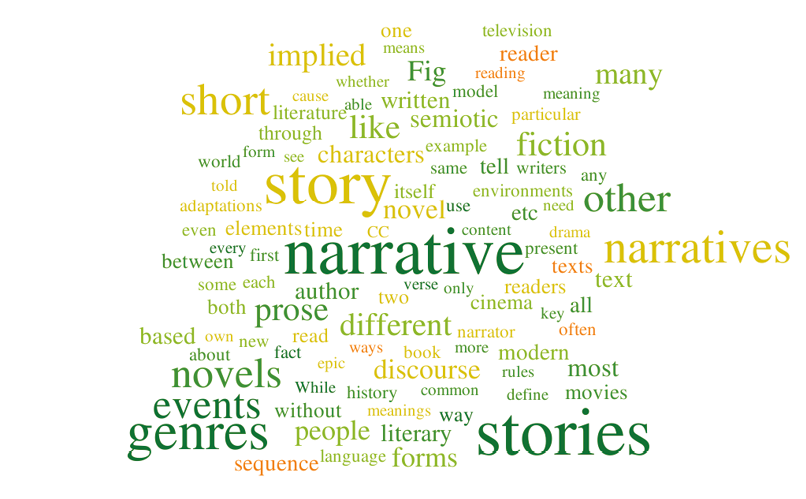 one television
implied means reader
Fig reading many
whether
short cause able written model meaning
literature semiotic particular
through like
form see characters example fiction
world same tell writers
told story itself environments any other
adaptations novel use etc need
even elements time CC content drama
every narrative present narratives
between first texts
some each author verse only readers text
both prose two cinema key all
based own new read different narrator often
about fact ways book more modern
novels epic discourse rules most
While history common define movies
events without meanings way
genres people literary stories
sequence language forms